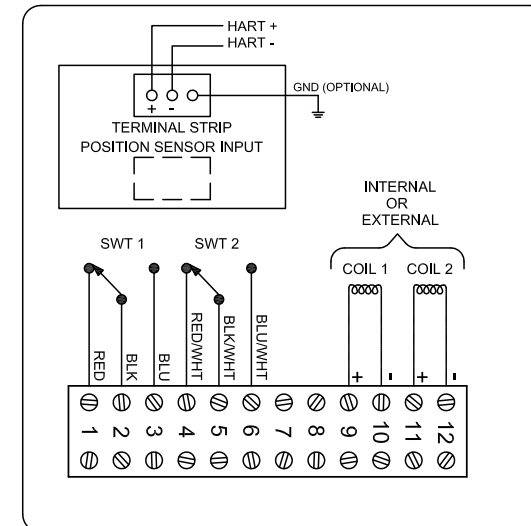 HART +
HART -
GND (OPTIONAL)
+ -
TERMINAL STRIP
POSITION SENSOR INPUT
INTERNAL
OR
EXTERNAL
SWT 1 SWT 2
COIL 1 COIL 2
RED BLK BLU RED/WHT BLK/WHT BLU/WHT + - + -
1 2 3 4 5 6 7 8 9 10 11 12